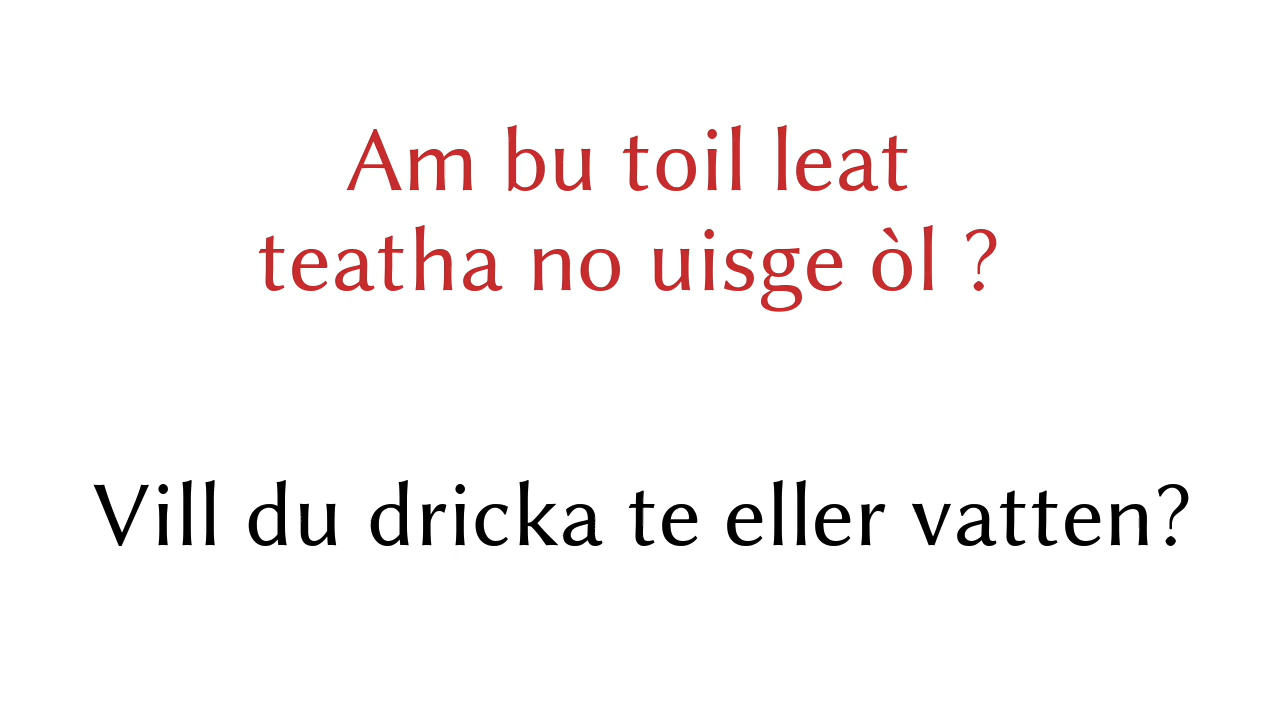 Am bu toil leat
teatha no uisge òl ?
Vill du dricka te eller vatten?